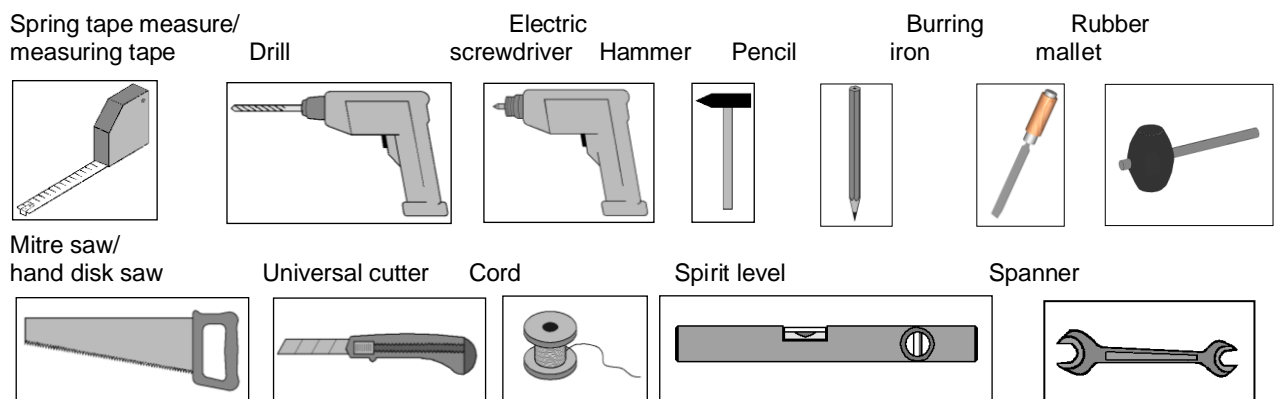 Spring tape measure/ Electric Burring Rubber
measuring tape Drill screwdriver Hammer Pencil iron mallet
Mitre saw/
hand disk saw Universal cutter Cord Spirit level Spanner